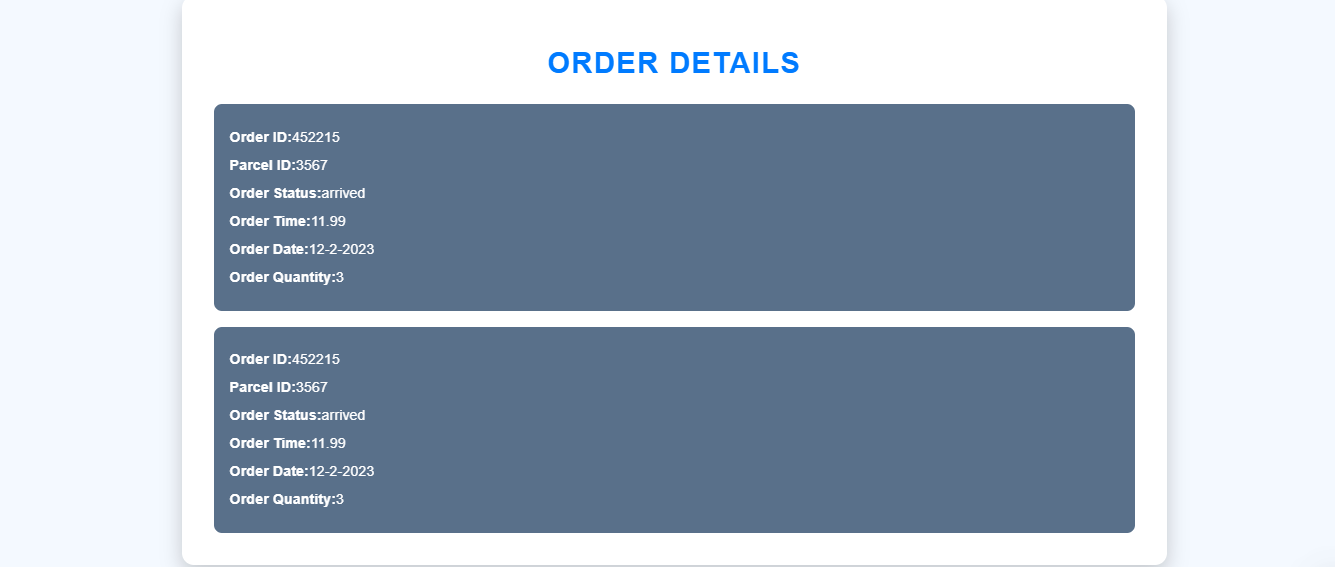 ORDER DETAILS
Order ID:452215
Parcel ID:3567
Order Status:arrived
Order Time:11.99
Order Date:12-2-2023
Order Quantity:3
Order ID:452215
Parcel ID:3567
Order Status:arrived
Order Time:11.99
Order Date:12-2-2023
Order Quantity:3